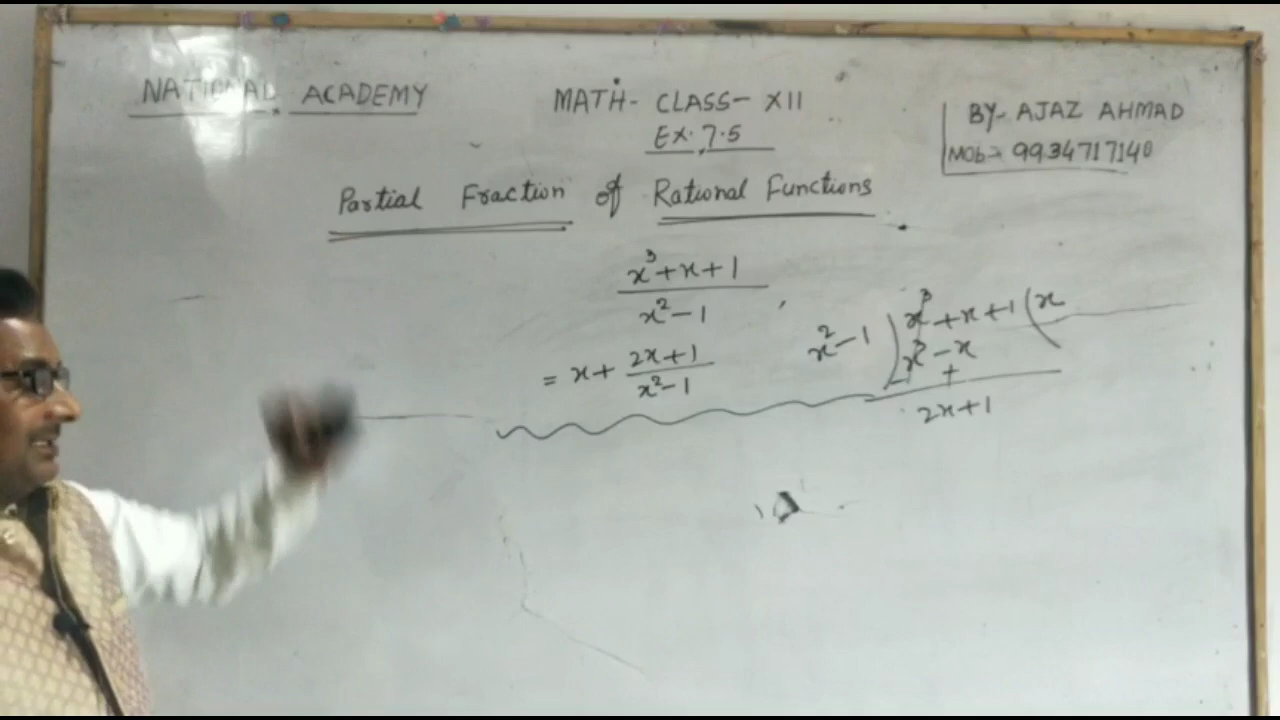 NATIONAL ACADEMY
MATH- CLASS- XII
EX. 7.5
BY- AJAZ AHMAD
MOb- 9934717140
Partial Fraction of Rational Functions
x³+x+1
x²-1
= x+ 2x+1
x²-1
x²-1 ) x³+x+1 ( x
x³-x
- +
2x+1